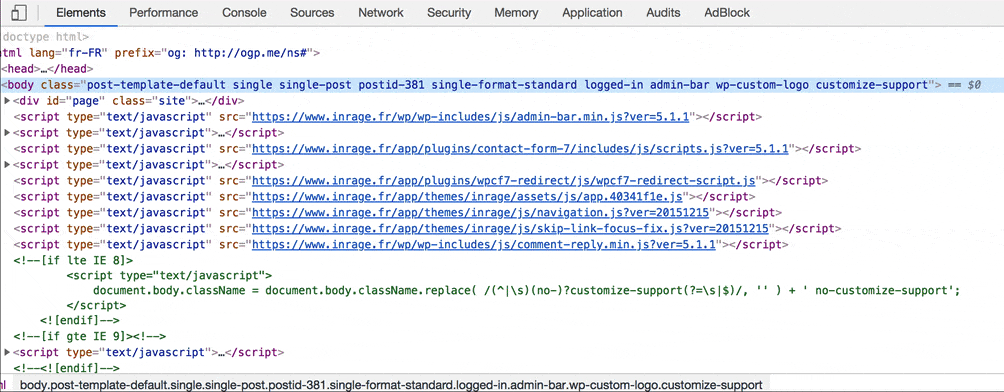 Elements Performance Console Sources Network Security Memory Application Audits AdBlock
doctype html>
html lang="fr-FR" prefix="og: http://ogp.me/ns#">
<head>…</head>
<body class="post-template-default single single-post postid-381 single-format-standard logged-in admin-bar wp-custom-logo customize-support"> == $0
<div id="page" class="site">…</div>
<script type="text/javascript" src="https://www.inrage.fr/wp/wp-includes/js/admin-bar.min.js?ver=5.1.1"></script>
<script type="text/javascript">…</script>
<script type="text/javascript" src="https://www.inrage.fr/app/plugins/contact-form-7/includes/js/scripts.js?ver=5.1.1"></script>
<script type="text/javascript">…</script>
<script type="text/javascript" src="https://www.inrage.fr/app/plugins/wpcf7-redirect/js/wpcf7-redirect-script.js"></script>
<script type="text/javascript" src="https://www.inrage.fr/app/themes/inrage/assets/js/app.40341f1e.js"></script>
<script type="text/javascript" src="https://www.inrage.fr/app/themes/inrage/js/navigation.js?ver=20151215"></script>
<script type="text/javascript" src="https://www.inrage.fr/app/themes/inrage/js/skip-link-focus-fix.js?ver=20151215"></script>
<script type="text/javascript" src="https://www.inrage.fr/wp/wp-includes/js/comment-reply.min.js?ver=5.1.1"></script>
<!--[if lte IE 8]>
<script type="text/javascript">
document.body.className = document.body.className.replace( /(^|\s)(no-)?customize-support(?=\s|$)/, '' ) + ' no-customize-support';
</script>
<![endif]-->
<!--[if gte IE 9]><!-->
<script type="text/javascript">…</script>
<!--<![endif]-->
ml body.post-template-default.single.single-post.postid-381.single-format-standard.logged-in.admin-bar.wp-custom-logo.customize-support